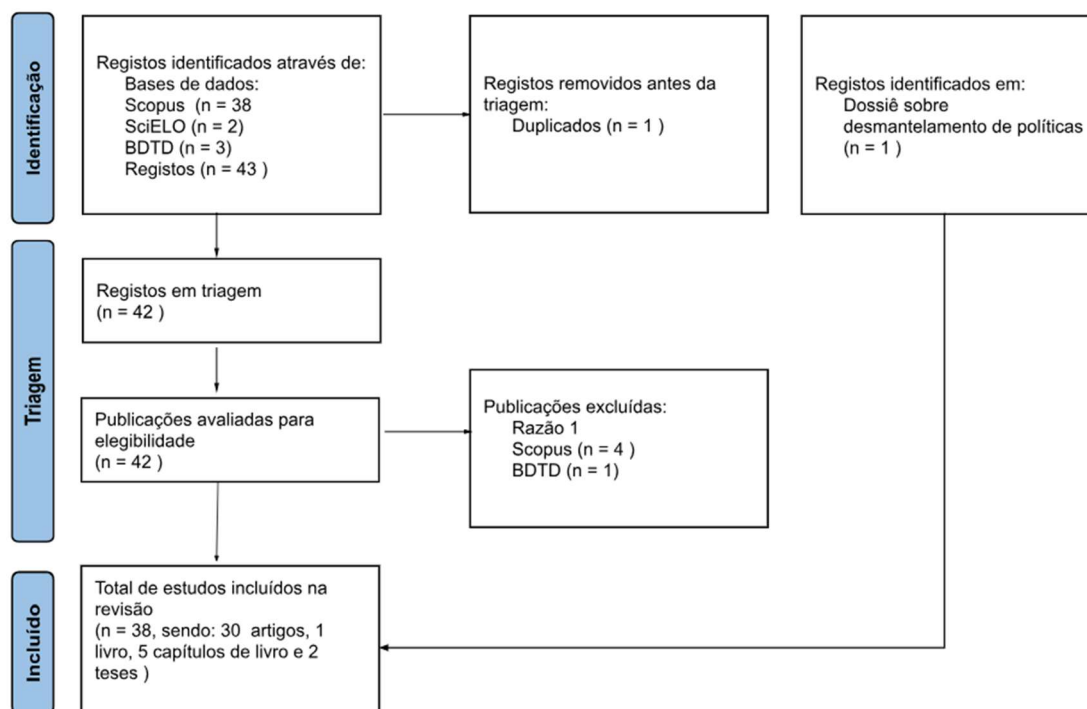 Identificação
Registos identificados através de:
Bases de dados:
Scopus (n = 38
SciELO (n = 2)
BDTD (n = 3)
Registos (n = 43 )
Registos removidos antes da
triagem:
Duplicados (n = 1 )
Registos identificados em:
Dossiê sobre
desmantelamento de políticas
(n = 1 )
Triagem
Registos em triagem
(n = 42 )
Publicações avaliadas para
elegibilidade
(n = 42 )
Publicações excluídas:
Razão 1
Scopus (n = 4 )
BDTD (n = 1)
Incluído
Total de estudos incluídos na
revisão
(n = 38, sendo: 30 artigos, 1
livro, 5 capítulos de livro e 2
teses )